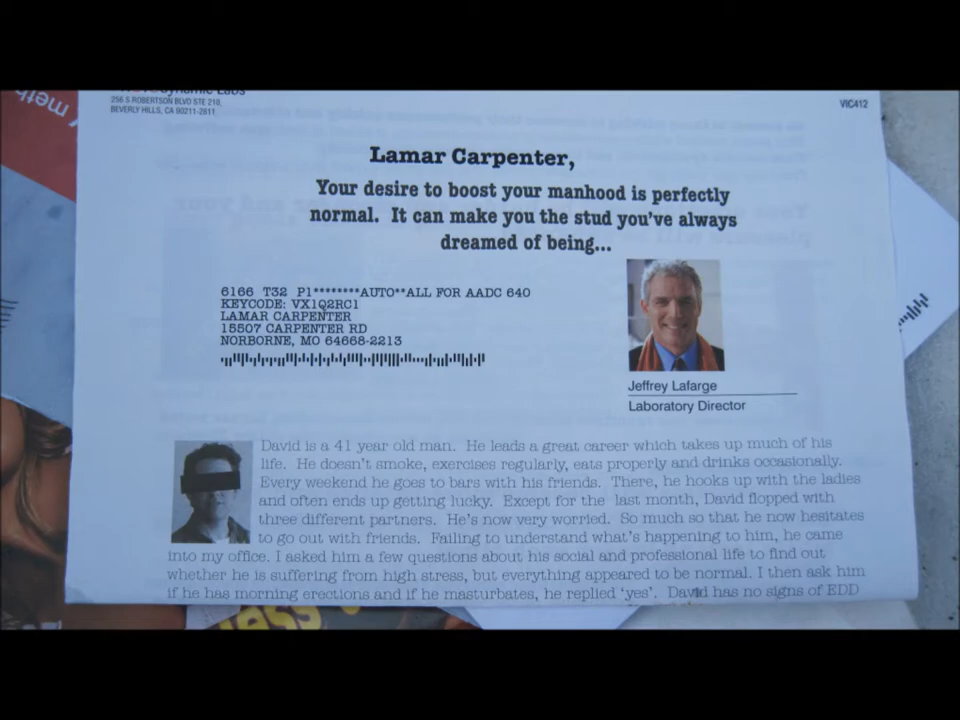 Dynamic Labs
256 S ROBERTSON BLVD STE 210,
BEVERLY HILLS, CA 90211-2811
VIC412
Lamar Carpenter,
Your desire to boost your manhood is perfectly
normal. It can make you the stud you've always
dreamed of being...
6166 T32 P1********AUTO**ALL FOR AADC 640
KEYCODE: VX1Q2RC1
LAMAR CARPENTER
15507 CARPENTER RD
NORBORNE, MO 64668-2213
Jeffrey Lafarge
Laboratory Director
David is a 41 year old man. He leads a great career which takes up much of his
life. He doesn't smoke, exercises regularly, eats properly and drinks occasionally.
Every weekend he goes to bars with his friends. There, he hooks up with the ladies
and often ends up getting lucky. Except for the last month, David flopped with
three different partners. He's now very worried. So much so that he now hesitates
to go out with friends. Failing to understand what's happening to him, he came
into my office. I asked him a few questions about his social and professional life to find out
whether he is suffering from high stress, but everything appeared to be normal. I then ask him
if he has morning erections and if he masturbates, he replied 'yes'. David has no signs of EDD